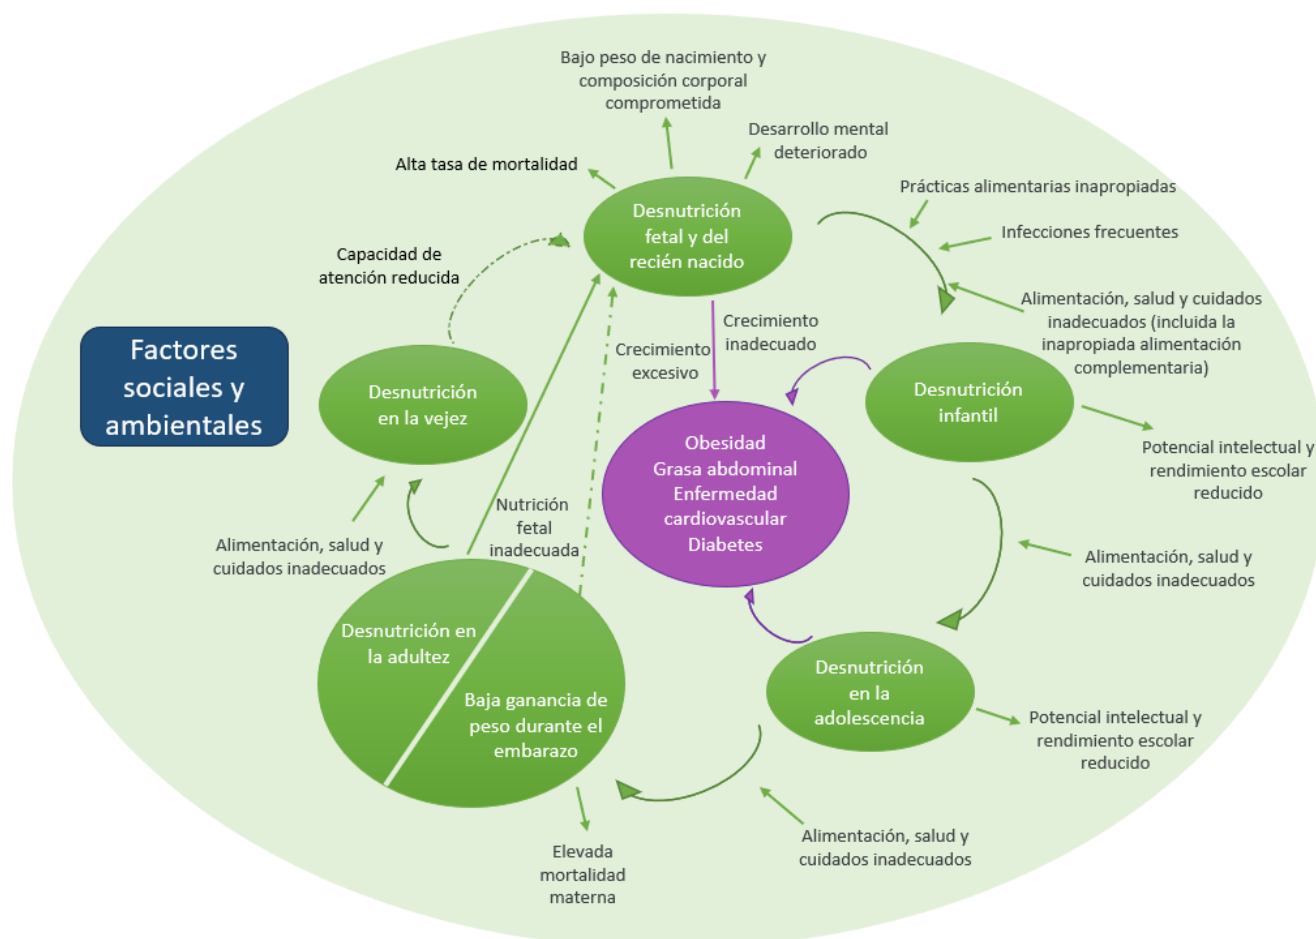 Bajo peso de nacimiento y
composición corporal
comprometida
Desarrollo mental
deteriorado
Alta tasa de mortalidad
Prácticas alimentarias inapropiadas
Desnutrición
fetal y del
recién nacido
Infecciones frecuentes
Capacidad de
atención reducida
Alimentación, salud y cuidados
inadecuados (incluida la
inapropiada alimentación
complementaria)
Crecimiento
inadecuado
Crecimiento
excesivo
Factores
sociales y
ambientales
Desnutrición
en la vejez
Desnutrición
infantil
Obesidad
Grasa abdominal
Enfermedad
cardiovascular
Diabetes
Potencial intelectual y
rendimiento escolar
reducido
Nutrición
fetal
inadecuada
Alimentación, salud y
cuidados inadecuados
Alimentación, salud y
cuidados inadecuados
Desnutrición en
la adultez
Baja ganancia de
peso durante el
embarazo
Desnutrición
en la
adolescencia
Potencial intelectual y
rendimiento escolar
reducido
Alimentación, salud y
cuidados inadecuados
Elevada
mortalidad
materna